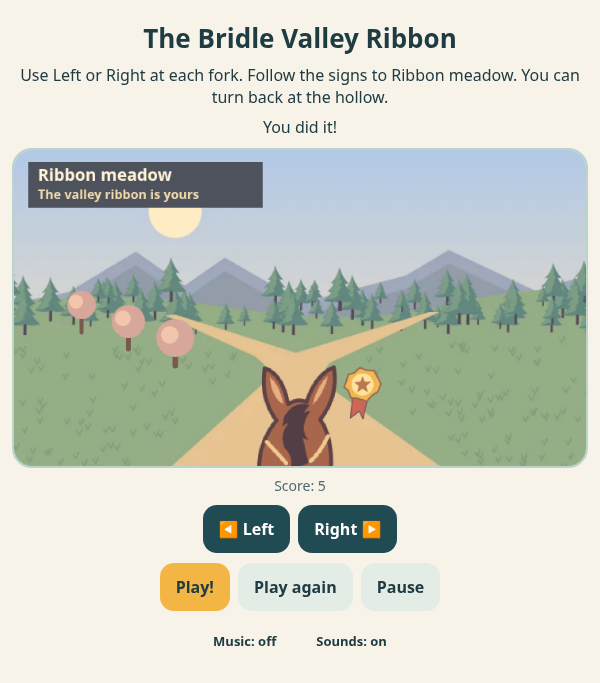 The Bridle Valley Ribbon
Use Left or Right at each fork. Follow the signs to Ribbon meadow. You can
turn back at the hollow.
You did it!
Ribbon meadow
The valley ribbon is yours
Score: 5
◀ Left
Right ▶
Play!
Play again
Pause
Music: off
Sounds: on